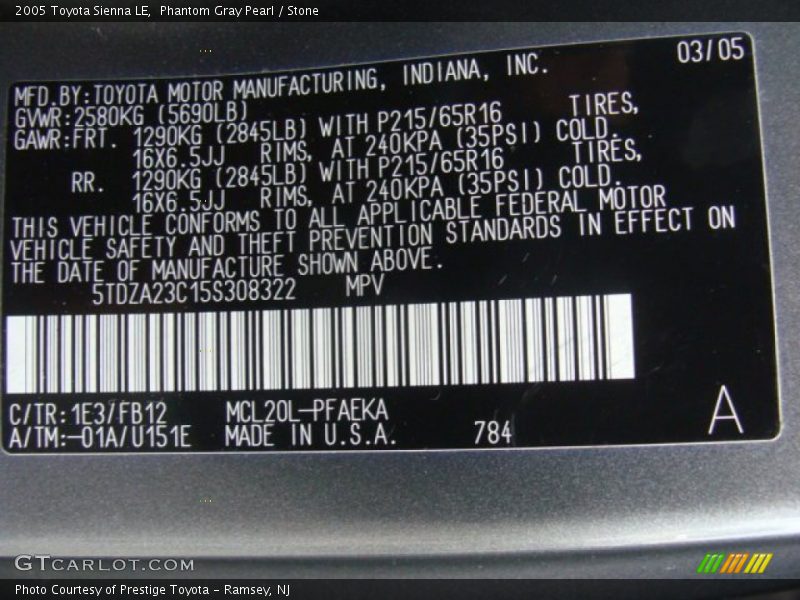 2005 Toyota Sienna LE,  Phantom Gray Pearl / Stone
03/05
MFD.BY:TOYOTA MOTOR MANUFACTURING, INDIANA, INC.
GVWR:2580KG (5690LB)
GAWR:FRT. 1290KG (2845LB) WITH P215/65R16 TIRES,
16X6.5JJ RIMS, AT 240KPA (35PSI) COLD.
RR. 1290KG (2845LB) WITH P215/65R16 TIRES,
16X6.5JJ RIMS, AT 240KPA (35PSI) COLD.
THIS VEHICLE CONFORMS TO ALL APPLICABLE FEDERAL MOTOR
VEHICLE SAFETY AND THEFT PREVENTION STANDARDS IN EFFECT ON
THE DATE OF MANUFACTURE SHOWN ABOVE.
5TDZA23C15S308322 MPV
C/TR:1E3/FB12 MCL20L-PFAEKA
A/TM:-01A/U151E MADE IN U.S.A. 784
A
GTCARLOT.COM
Photo Courtesy of Prestige Toyota - Ramsey, NJ